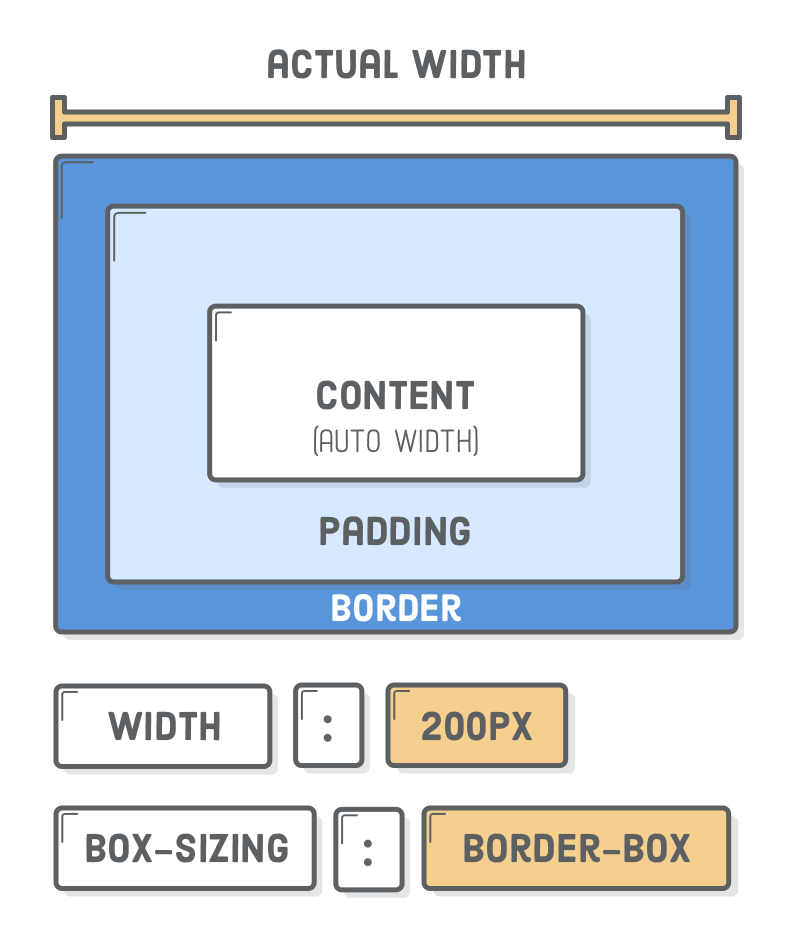 ACTUAL WIDTH
CONTENT
(AUTO WIDTH)
PADDING
BORDER
WIDTH : 200PX
BOX-SIZING : BORDER-BOX